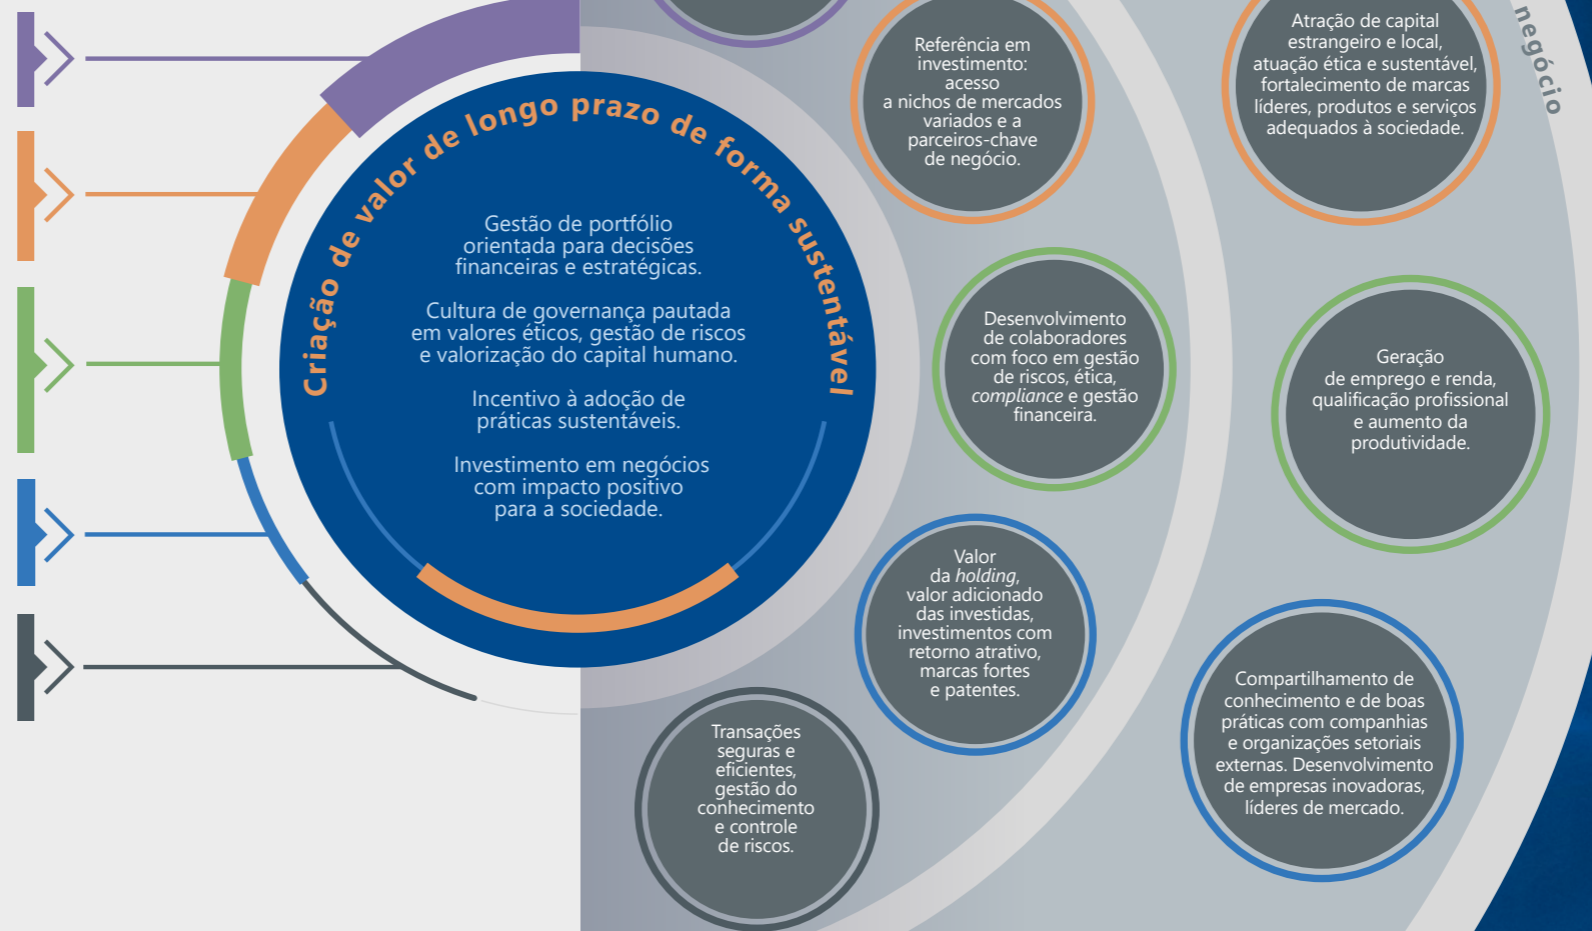 Criação de valor de longo prazo de forma sustentável
Gestão de portfólio
orientada para decisões
financeiras e estratégicas.
Cultura de governança pautada
em valores éticos, gestão de riscos
e valorização do capital humano.
Incentivo à adoção de
práticas sustentáveis.
Investimento em negócios
com impacto positivo
para a sociedade.
Referência em
investimento:
acesso
a nichos de mercados
variados e a
parceiros-chave
de negócio.
Desenvolvimento
de colaboradores
com foco em gestão
de riscos, ética,
compliance e gestão
financeira.
Valor
da holding,
valor adicionado
das investidas,
investimentos com
retorno atrativo,
marcas fortes
e patentes.
Transações
seguras e
eficientes,
gestão do
conhecimento
e controle
de riscos.
Atração de capital
estrangeiro e local,
atuação ética e sustentável,
fortalecimento de marcas
líderes, produtos e serviços
adequados à sociedade.
Geração
de emprego e renda,
qualificação profissional
e aumento da
produtividade.
Compartilhamento de
conhecimento e de boas
práticas com companhias
e organizações setoriais
externas. Desenvolvimento
de empresas inovadoras,
líderes de mercado.
negócio